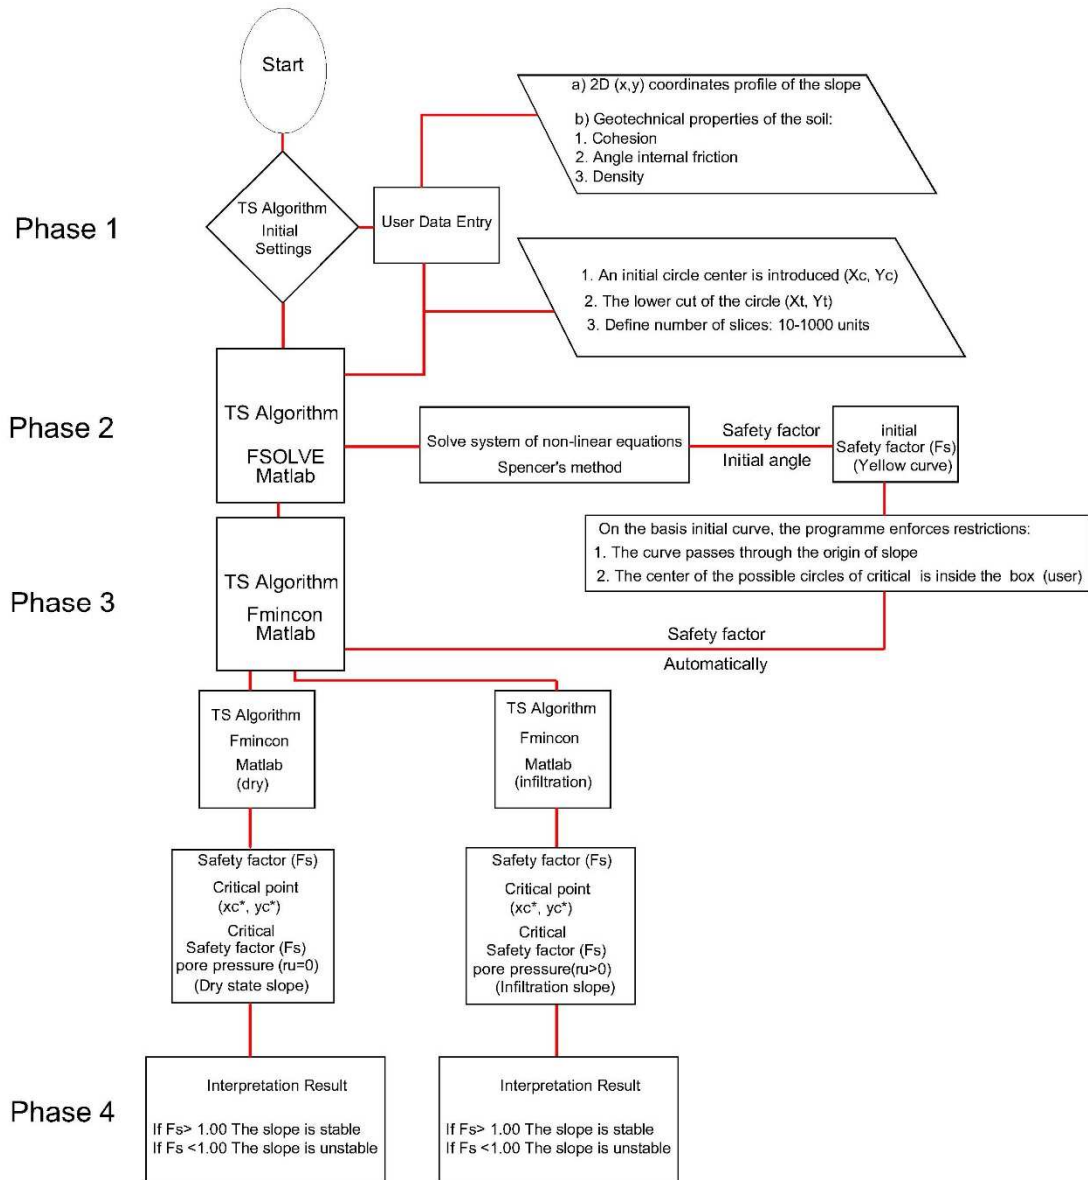 Start
a) 2D (x,y) coordinates profile of the slope
b) Geotechnical properties of the soil:
1. Cohesion
2. Angle internal friction
3. Density
Phase 1
TS Algorithm
Initial
Settings
User Data Entry
1. An initial circle center is introduced (Xc, Yc)
2. The lower cut of the circle (Xt, Yt)
3. Define number of slices: 10-1000 units
Phase 2
TS Algorithm
FSOLVE
Matlab
Solve system of non-linear equations
Spencer's method
Safety factor
Initial angle
initial
Safety factor (Fs)
(Yellow curve)
On the basis initial curve, the programme enforces restrictions:
1. The curve passes through the origin of slope
2. The center of the possible circles of critical is inside the box (user)
Phase 3
TS Algorithm
Fmincon
Matlab
Safety factor
Automatically
TS Algorithm
Fmincon
Matlab
(dry)
TS Algorithm
Fmincon
Matlab
(infiltration)
Safety factor (Fs)
Critical point
(xc*, yc*)
Critical
Safety factor (Fs)
pore pressure (ru=0)
(Dry state slope)
Safety factor (Fs)
Critical point
(xc*, yc*)
Critical
Safety factor (Fs)
pore pressure(ru>0)
(Infiltration slope)
Phase 4
Interpretation Result
If Fs> 1.00 The slope is stable
If Fs <1.00 The slope is unstable
Interpretation Result
If Fs> 1.00 The slope is stable
If Fs <1.00 The slope is unstable